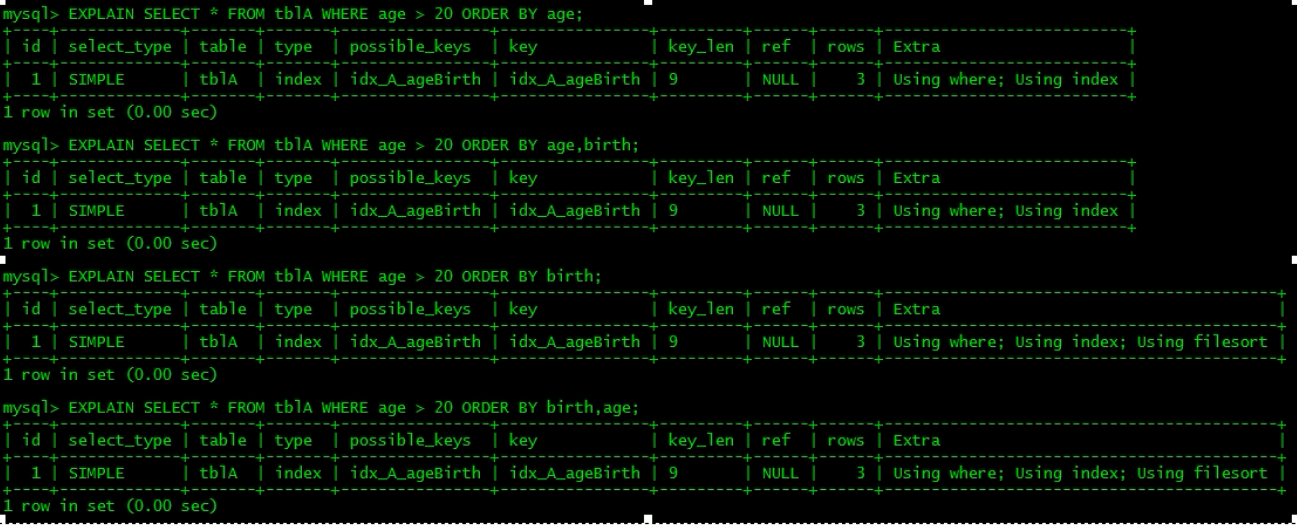 mysql> EXPLAIN SELECT * FROM tblA WHERE age > 20 ORDER BY age;
+----+-------------+-------+-------+---------------+--------------+---------+------+------+--------------------------+
| id | select_type | table | type  | possible_keys | key          | key_len | ref  | rows | Extra                    |
+----+-------------+-------+-------+---------------+--------------+---------+------+------+--------------------------+
|  1 | SIMPLE      | tblA  | index | idx_A_ageBirth | idx_A_ageBirth | 9       | NULL |    3 | Using where; Using index |
+----+-------------+-------+-------+---------------+--------------+---------+------+------+--------------------------+
1 row in set (0.00 sec)
mysql> EXPLAIN SELECT * FROM tblA WHERE age > 20 ORDER BY age,birth;
+----+-------------+-------+-------+---------------+--------------+---------+------+------+--------------------------+
| id | select_type | table | type  | possible_keys | key          | key_len | ref  | rows | Extra                    |
+----+-------------+-------+-------+---------------+--------------+---------+------+------+--------------------------+
|  1 | SIMPLE      | tblA  | index | idx_A_ageBirth | idx_A_ageBirth | 9       | NULL |    3 | Using where; Using index |
+----+-------------+-------+-------+---------------+--------------+---------+------+------+--------------------------+
1 row in set (0.00 sec)
mysql> EXPLAIN SELECT * FROM tblA WHERE age > 20 ORDER BY birth;
+----+-------------+-------+-------+---------------+--------------+---------+------+------+------------------------------------------+
| id | select_type | table | type  | possible_keys | key          | key_len | ref  | rows | Extra                                    |
+----+-------------+-------+-------+---------------+--------------+---------+------+------+------------------------------------------+
|  1 | SIMPLE      | tblA  | index | idx_A_ageBirth | idx_A_ageBirth | 9       | NULL |    3 | Using where; Using index; Using filesort |
+----+-------------+-------+-------+---------------+--------------+---------+------+------+------------------------------------------+
1 row in set (0.00 sec)
mysql> EXPLAIN SELECT * FROM tblA WHERE age > 20 ORDER BY birth,age;
+----+-------------+-------+-------+---------------+--------------+---------+------+------+------------------------------------------+
| id | select_type | table | type  | possible_keys | key          | key_len | ref  | rows | Extra                                    |
+----+-------------+-------+-------+---------------+--------------+---------+------+------+------------------------------------------+
|  1 | SIMPLE      | tblA  | index | idx_A_ageBirth | idx_A_ageBirth | 9       | NULL |    3 | Using where; Using index; Using filesort |
+----+-------------+-------+-------+---------------+--------------+---------+------+------+------------------------------------------+
1 row in set (0.00 sec)